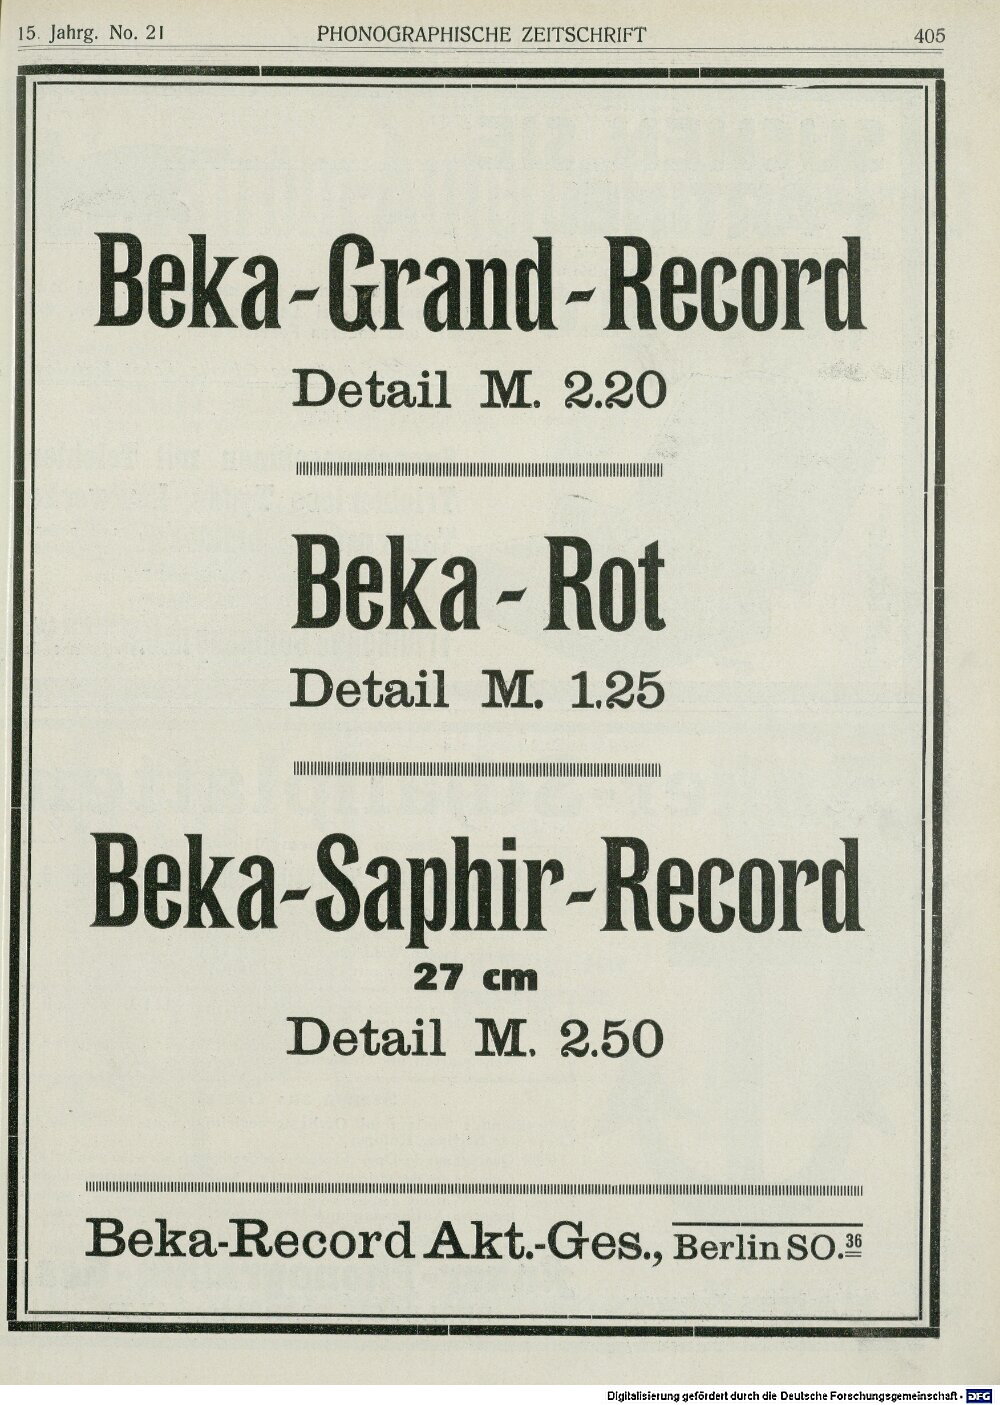 15. Jahrg. No. 21 PHONOGRAPHISCHE ZEITSCHRIFT 405
Beka-Grand-Record
Detail M. 2.20
Beka-Rot
Detail M. 1.25
Beka-Saphir-Record
27 cm
Detail M. 2.50
Beka-Record Akt.-Ges., Berlin SO. 36
Digitalisierung gefördert durch die Deutsche Forschungsgemeinschaft - DFG